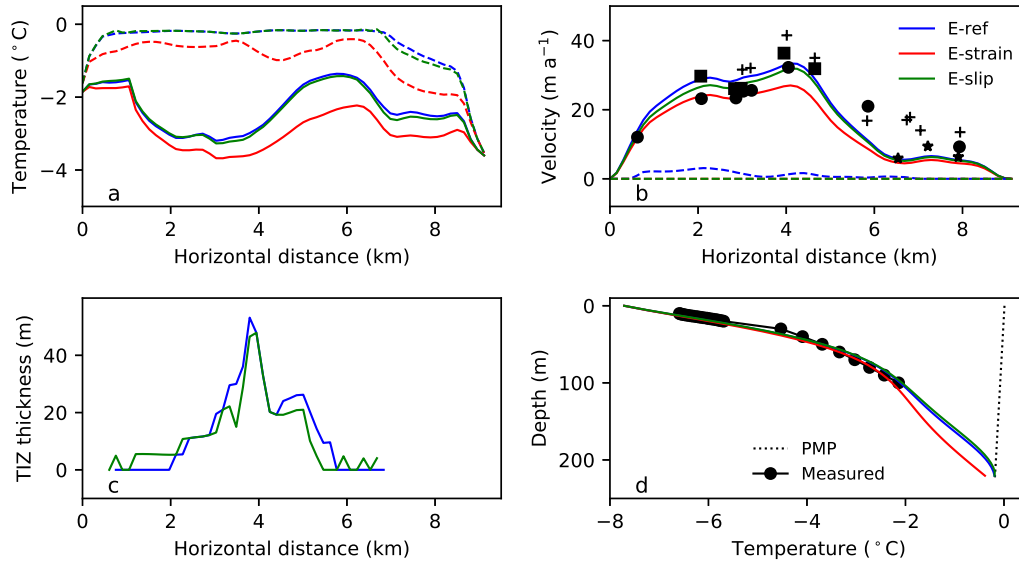 Temperature (°C)
0
−2
−4
a
0 2 4 6 8
Horizontal distance (km)
Velocity (m a⁻¹)
40
20
0
E-ref
E-strain
E-slip
b
0 2 4 6 8
Horizontal distance (km)
TIZ thickness (m)
40
20
0
c
0 2 4 6 8
Horizontal distance (km)
Depth (m)
0
100
200
PMP
Measured
d
−8 −6 −4 −2 0
Temperature (°C)